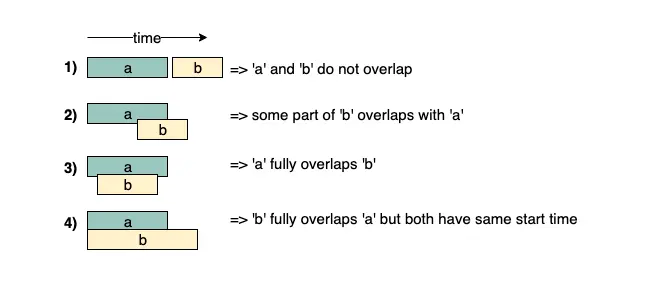 time
1) a b => 'a' and 'b' do not overlap
2) a => some part of 'b' overlaps with 'a'
b
3) a => 'a' fully overlaps 'b'
b
4) a => 'b' fully overlaps 'a' but both have same start time
b